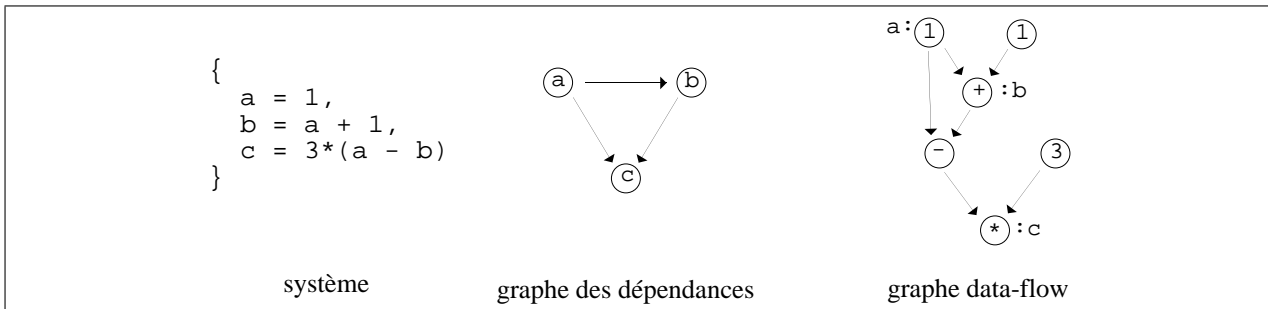 {
a = 1,
b = a + 1,
c = 3*(a - b)
}
système
a
b
c
graphe des dépendances
a: 1
1
+ :b
-
3
* :c
graphe data-flow